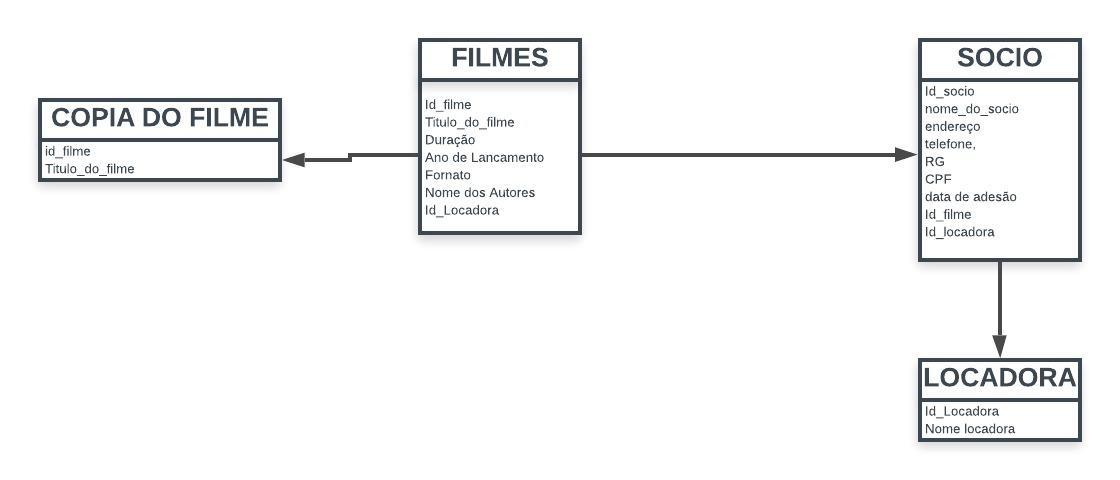 COPIA DO FILME
id_filme
Titulo_do_filme
FILMES
Id_filme
Titulo_do_filme
Duração
Ano de Lancamento
Fornato
Nome dos Autores
Id_Locadora
SOCIO
Id_socio
nome_do_socio
endereço
telefone,
RG
CPF
data de adesão
Id_filme
Id_locadora
LOCADORA
Id_Locadora
Nome locadora